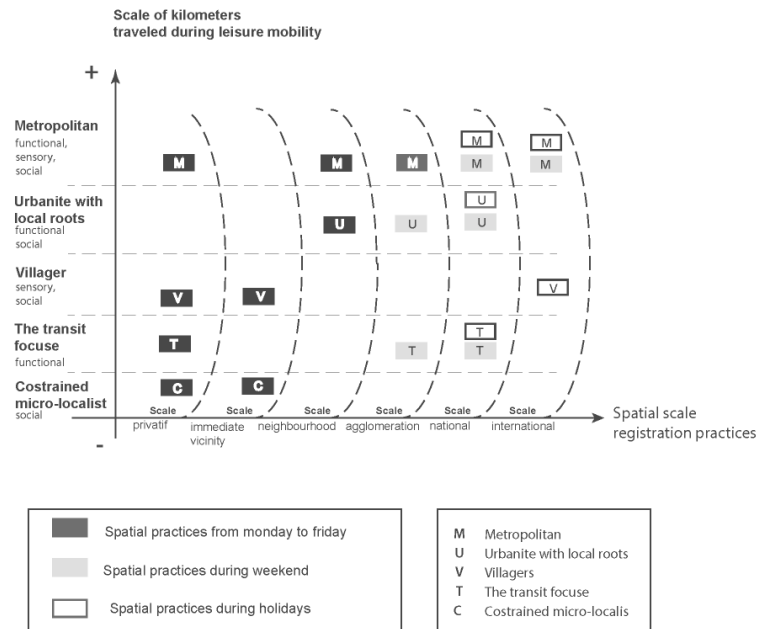 Scale of kilometers
traveled during leisure mobility
+
Metropolitan
functional,
sensory,
social
M
M
M
M
M
M
M
Urbanite with
local roots
functional
social
U
U
U
U
Villager
sensory,
social
V
V
V
The transit
focuse
functional
T
T
T
T
Costrained
micro-localist
social
C
C
-
Scale
privatif
Scale
immediate
vicinity
Scale
neighbourhood
Scale
agglomeration
Scale
national
Scale
international
Spatial scale
registration practices
Spatial practices from monday to friday
Spatial practices during weekend
Spatial practices during holidays
M Metropolitan
U Urbanite with local roots
V Villagers
T The transit focuse
C Costrained micro-localis